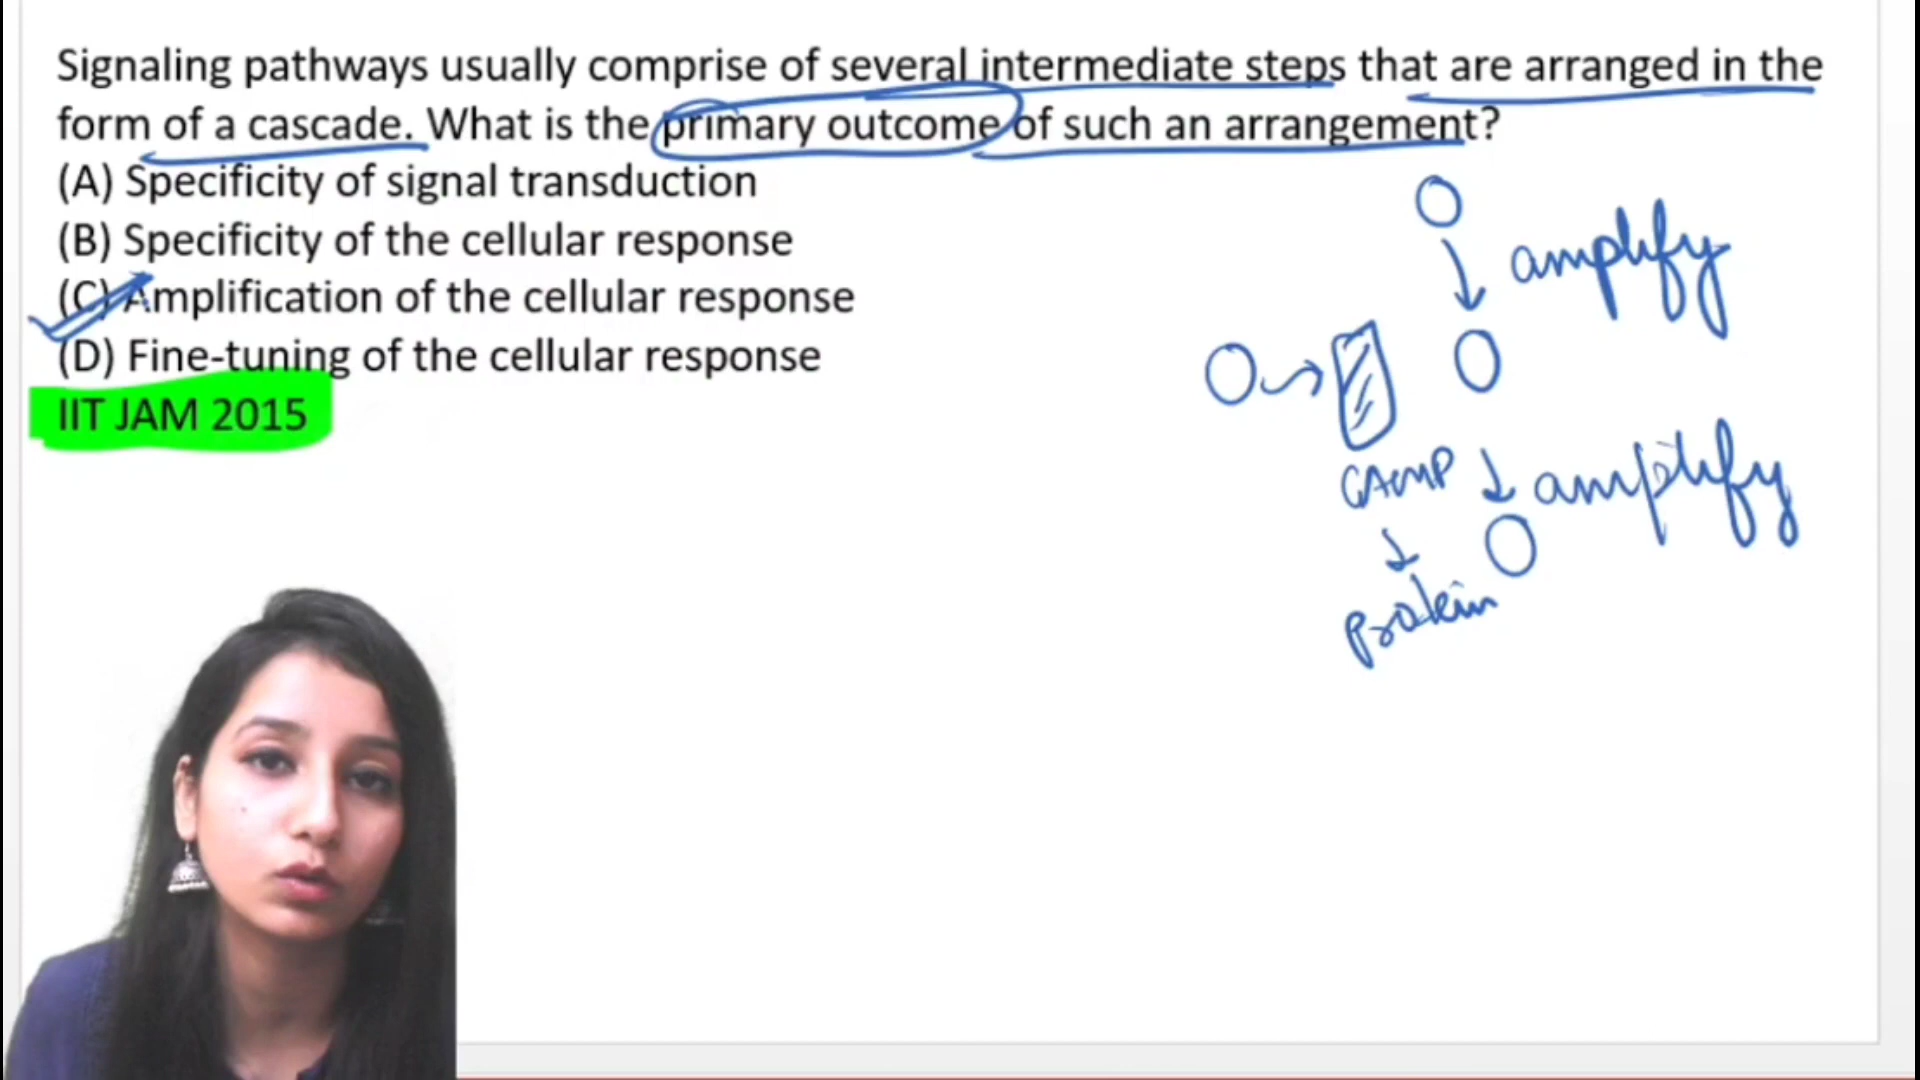 Signaling pathways usually comprise of several intermediate steps that are arranged in the
form of a cascade. What is the primary outcome of such an arrangement?
(A) Specificity of signal transduction
(B) Specificity of the cellular response
(C) Amplification of the cellular response
(D) Fine-tuning of the cellular response
IIT JAM 2015
amplify
CAMP
amplify
protein